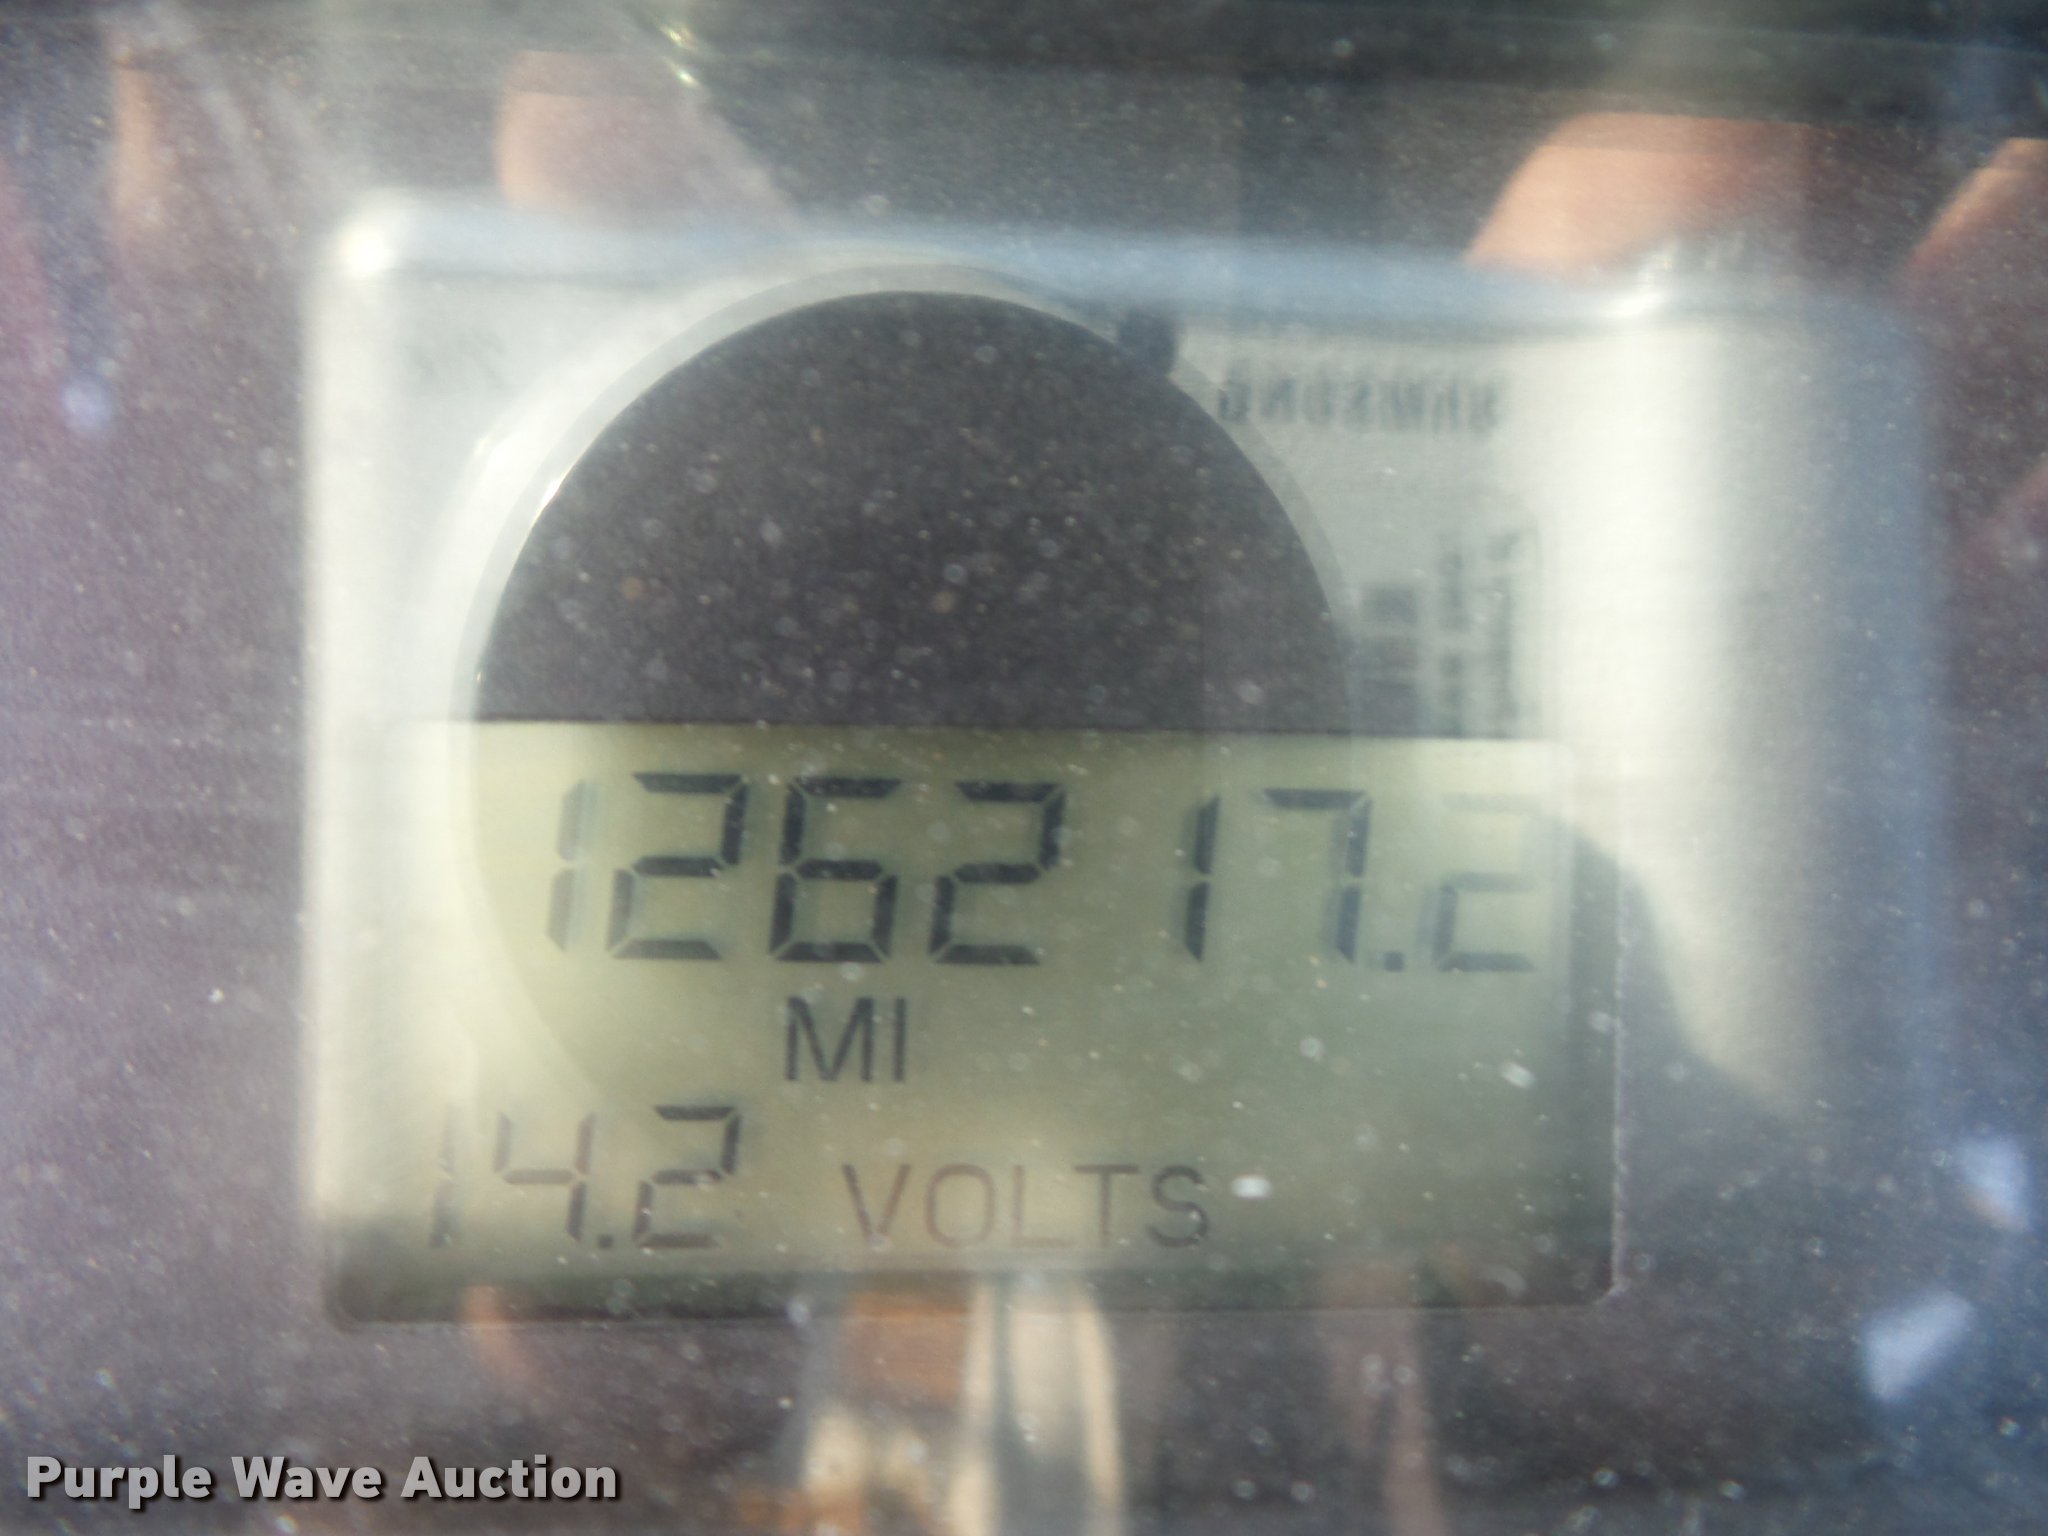 126217.2
MI
14.2 VOLTS
Purple Wave Auction